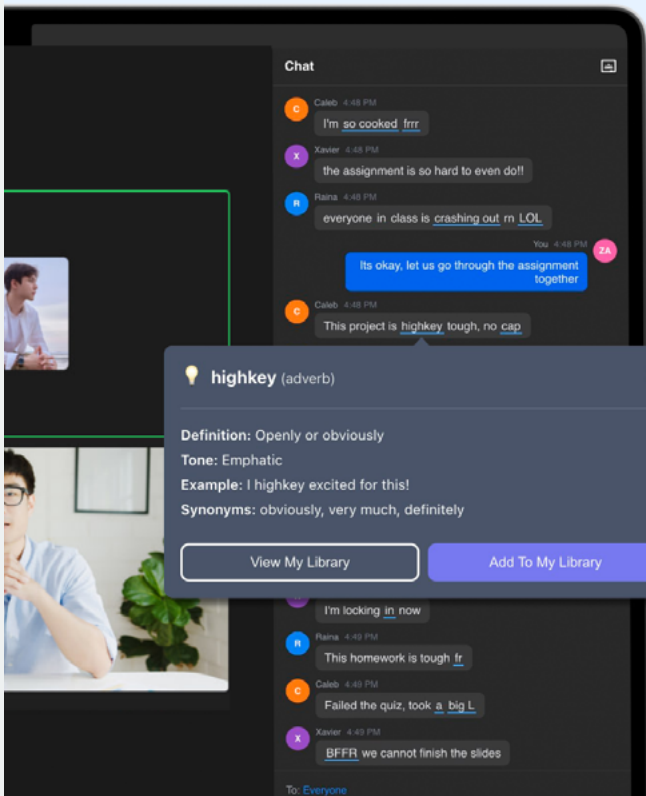 Chat
Caleb 4:48 PM
C
I'm so cooked frrr
Xavier 4:48 PM
X
the assignment is so hard to even do!!
Raina 4:48 PM
R
everyone in class is crashing out rn LOL
You 4:48 PM
ZA
Its okay, let us go through the assignment
together
Caleb 4:48 PM
C
This project is highkey tough, no cap
highkey (adverb)
Definition: Openly or obviously
Tone: Emphatic
Example: I highkey excited for this!
Synonyms: obviously, very much, definitely
View My Library
Add To My Library
I'm locking in now
Raina 4:49 PM
R
This homework is tough fr
Caleb 4:49 PM
C
Failed the quiz, took a big L
Xavier 4:49 PM
X
BFFR we cannot finish the slides
To: Everyone